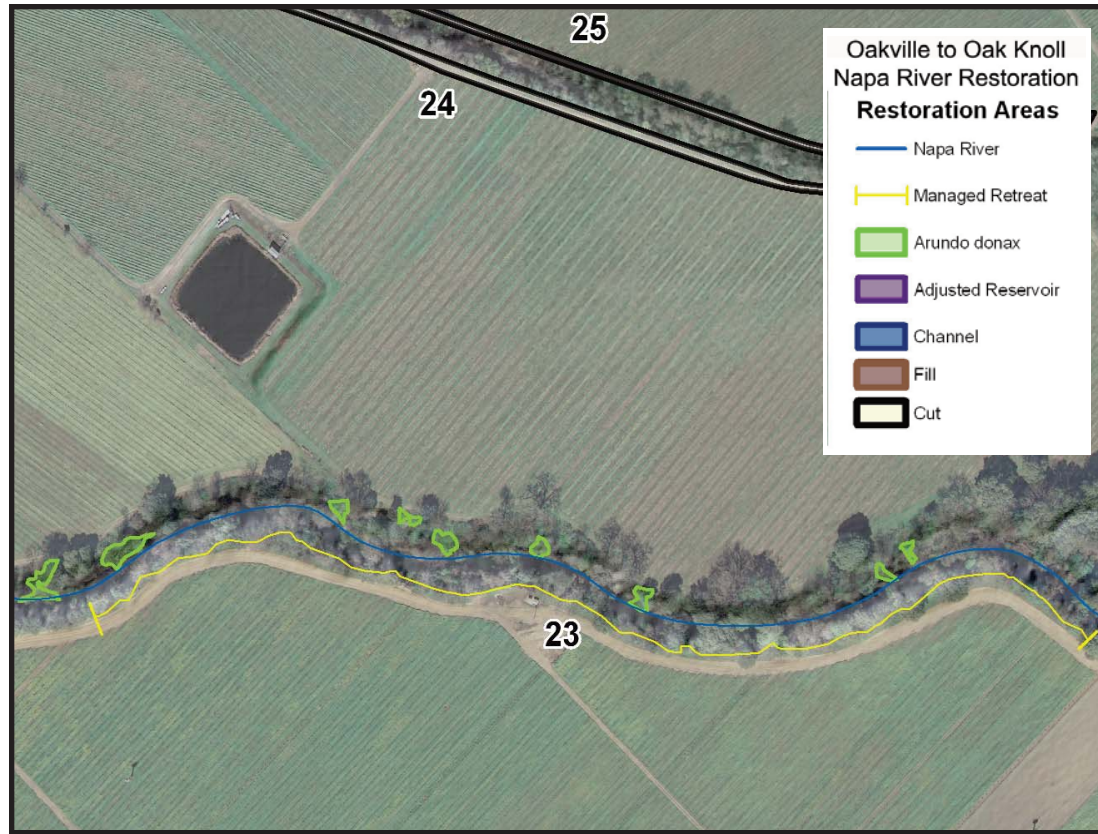 25
24
23
Oakville to Oak Knoll
Napa River Restoration
Restoration Areas
Napa River
Managed Retreat
Arundo donax
Adjusted Reservoir
Channel
Fill
Cut